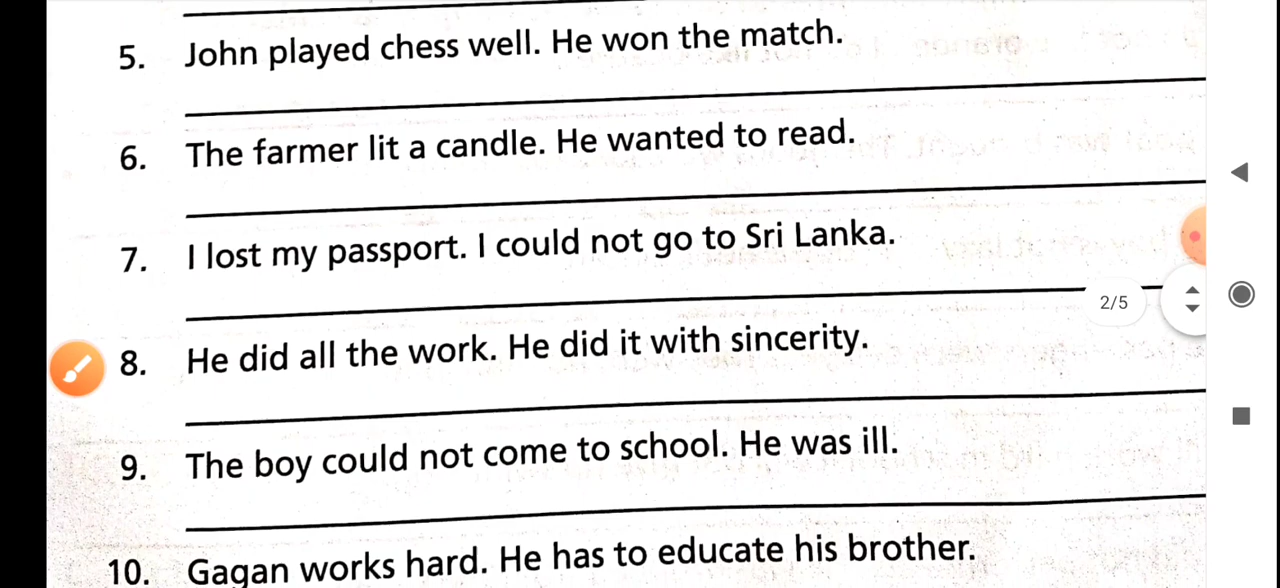 5. John played chess well. He won the match.
6. The farmer lit a candle. He wanted to read.
7. I lost my passport. I could not go to Sri Lanka.
2/5
8. He did all the work. He did it with sincerity.
9. The boy could not come to school. He was ill.
10. Gagan works hard. He has to educate his brother.